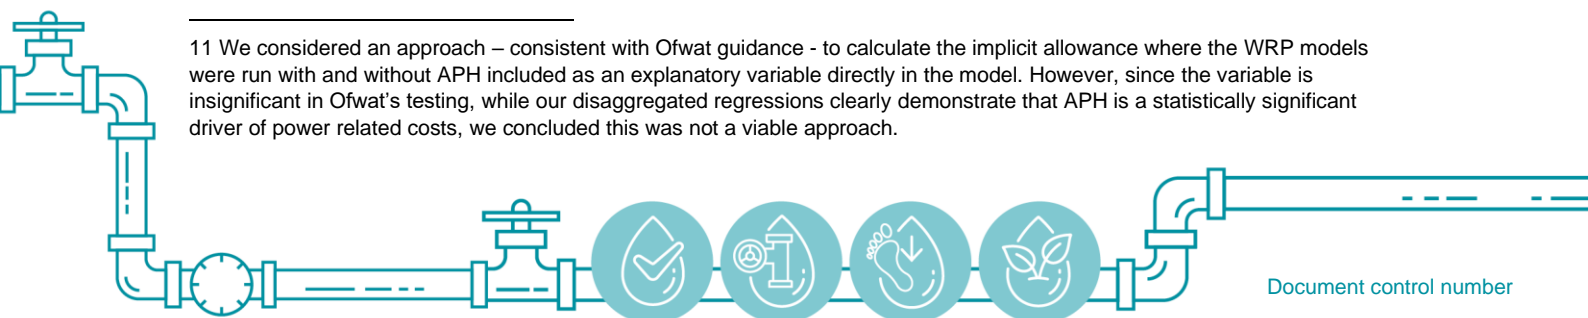 11 We considered an approach – consistent with Ofwat guidance - to calculate the implicit allowance where the WRP models
were run with and without APH included as an explanatory variable directly in the model. However, since the variable is
insignificant in Ofwat's testing, while our disaggregated regressions clearly demonstrate that APH is a statistically significant
driver of power related costs, we concluded this was not a viable approach.
Document control number